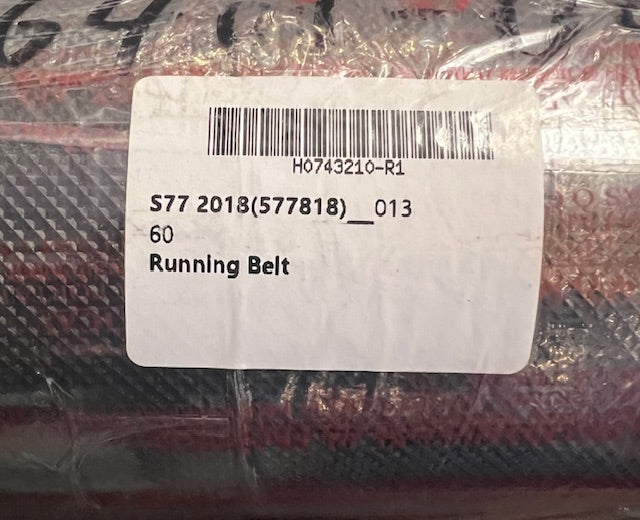 H0743210-R1
S77 2018(577818)__013
60
Running Belt